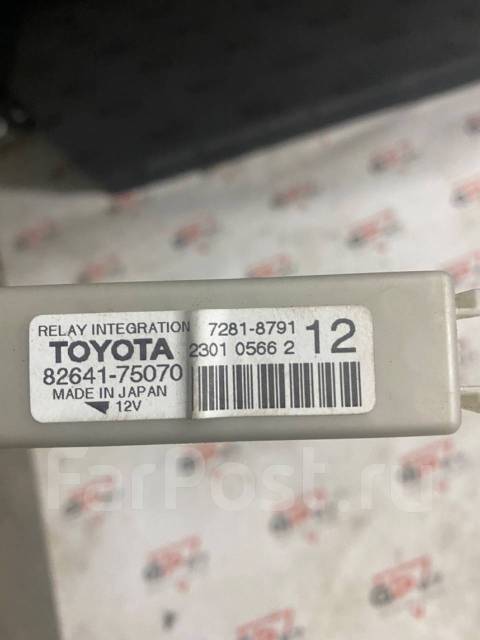 RELAY INTEGRATION 7281-8791 12
TOYOTA 2301 0566 2
82641-75070
MADE IN JAPAN
12V
FarPost.ru